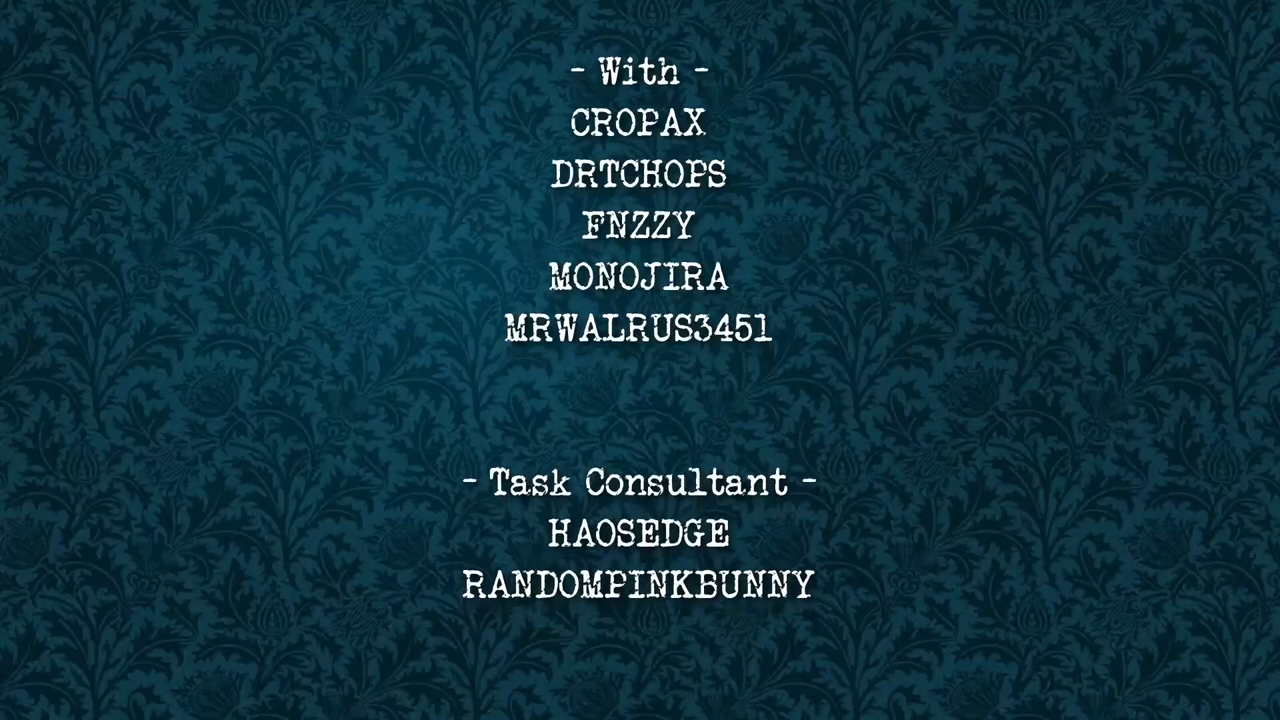 - With -
CROPAX
DRTCHOPS
FNZZY
MONOJIRA
MRWALRUS3451
- Task Consultant -
HAOSEDGE
RANDOMPINKBUNNY